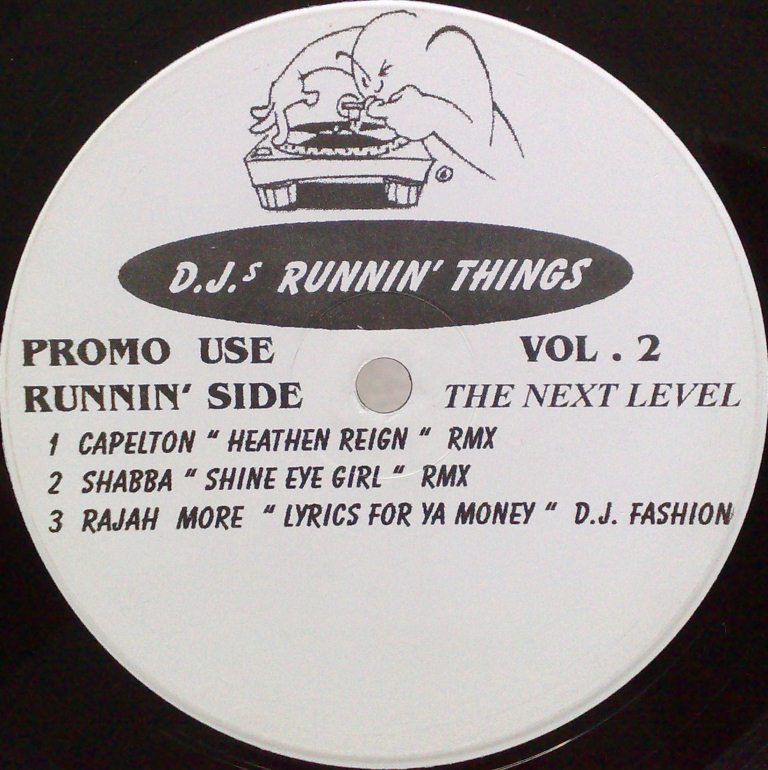 D.J.s RUNNIN' THINGS
PROMO USE VOL. 2
RUNNIN' SIDE THE NEXT LEVEL
1 CAPELTON " HEATHEN REIGN " RMX
2 SHABBA " SHINE EYE GIRL " RMX
3 RAJAH MORE " LYRICS FOR YA MONEY " D.J. FASHION